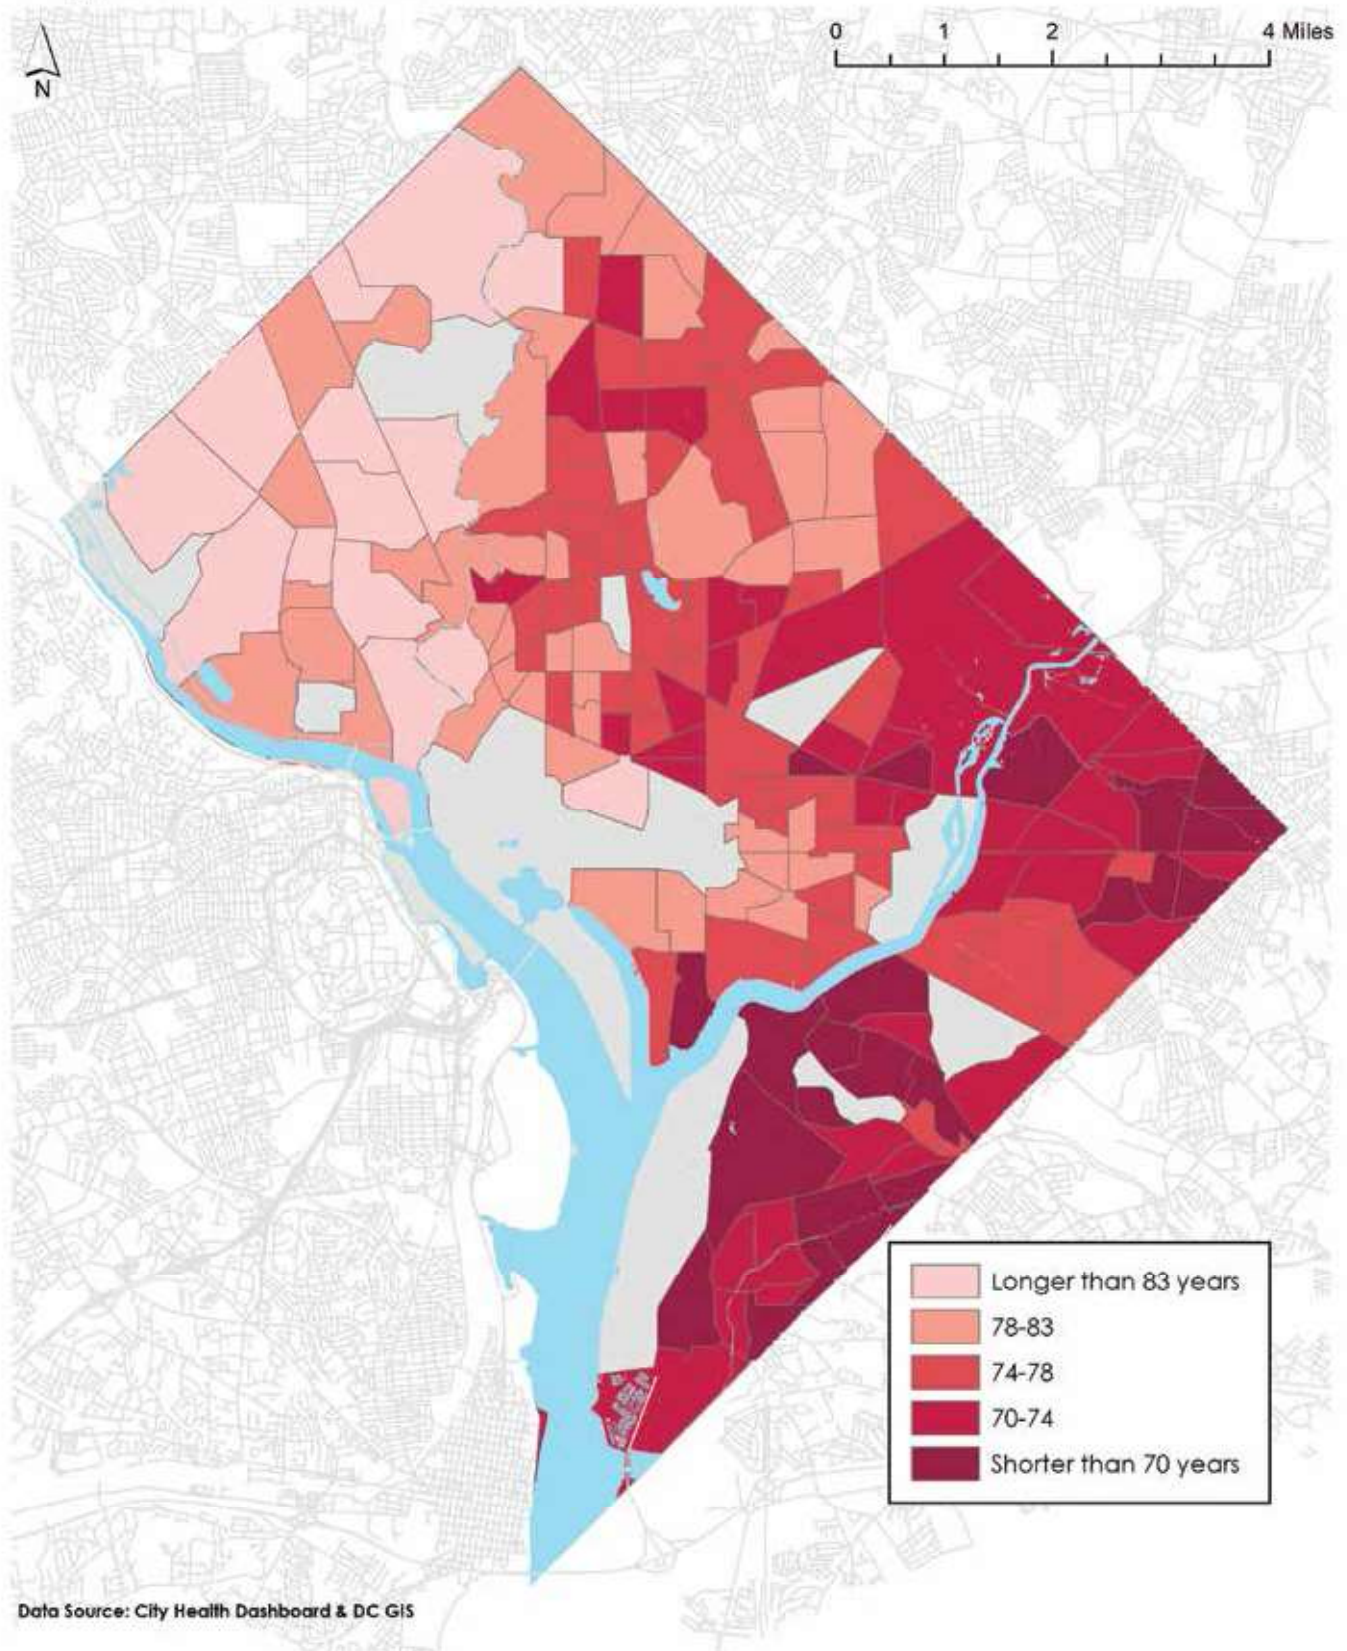 0 1 2 4 Miles
N
Longer than 83 years
78-83
74-78
70-74
Shorter than 70 years
Data Source: City Health Dashboard & DC GIS